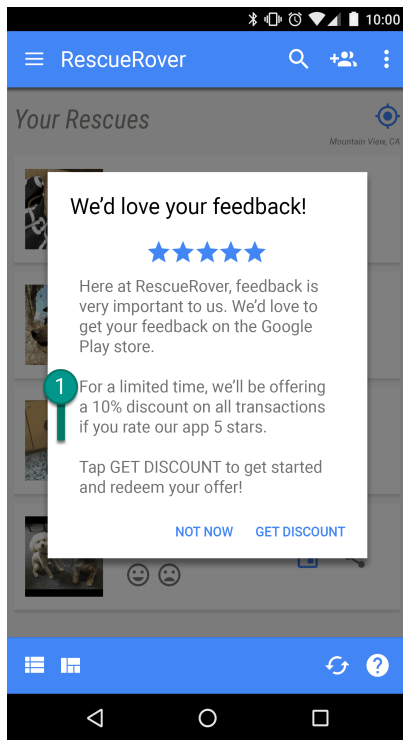 10:00
RescueRover
Your Rescues
Mountain View, CA
We'd love your feedback!
Here at RescueRover, feedback is
very important to us. We'd love to
get your feedback on the Google
Play store.
1
For a limited time, we'll be offering
a 10% discount on all transactions
if you rate our app 5 stars.
Tap GET DISCOUNT to get started
and redeem your offer!
NOT NOW GET DISCOUNT